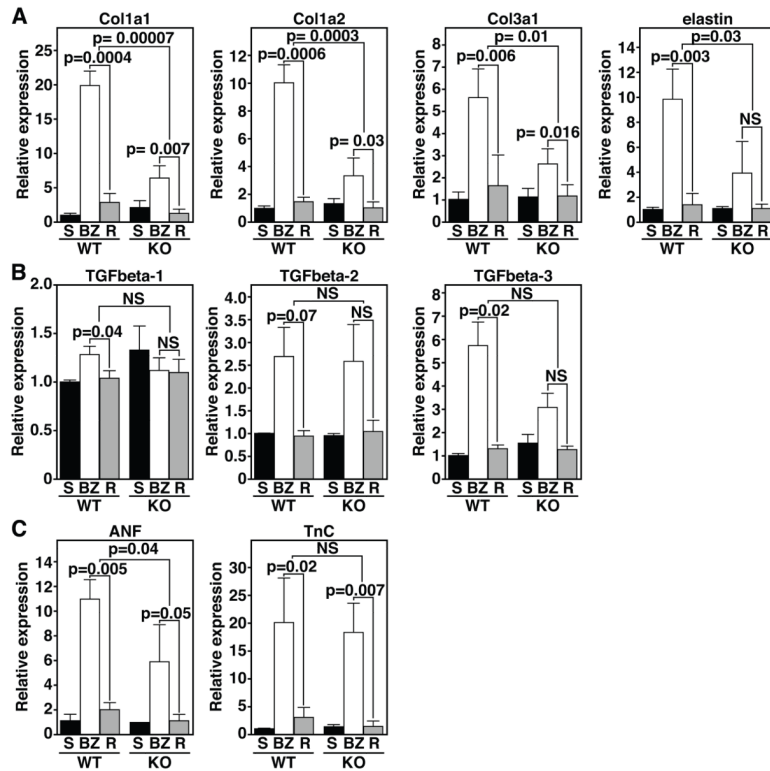 A
Col1a1
Relative expression
25
20
15
10
5
0
p= 0.00007
p=0.0004
p= 0.007
S BZ R S BZ R
WT KO
Col1a2
Relative expression
12
10
8
6
4
2
0
p= 0.0003
p=0.0006
p= 0.03
S BZ R S BZ R
WT KO
Col3a1
Relative expression
8
7
6
5
4
3
2
1
0
p= 0.01
p=0.006
p= 0.016
S BZ R S BZ R
WT KO
elastin
Relative expression
14
12
10
8
6
4
2
0
p=0.03
p=0.003
NS
S BZ R S BZ R
WT KO
B
TGFbeta-1
Relative expression
2.0
1.5
1.0
0.5
0
NS
p=0.04
NS
S BZ R S BZ R
WT KO
TGFbeta-2
Relative expression
4.0
3.5
3.0
2.5
2.0
1.5
1.0
0.5
0
NS
p=0.07
NS
S BZ R S BZ R
WT KO
TGFbeta-3
Relative expression
8
7
6
5
4
3
2
1
0
NS
p=0.02
NS
S BZ R S BZ R
WT KO
C
ANF
Relative expression
14
12
10
8
6
4
2
0
p=0.04
p=0.005
p=0.05
S BZ R S BZ R
WT KO
TnC
Relative expression
30
25
20
15
10
5
0
NS
p=0.02
p=0.007
S BZ R S BZ R
WT KO